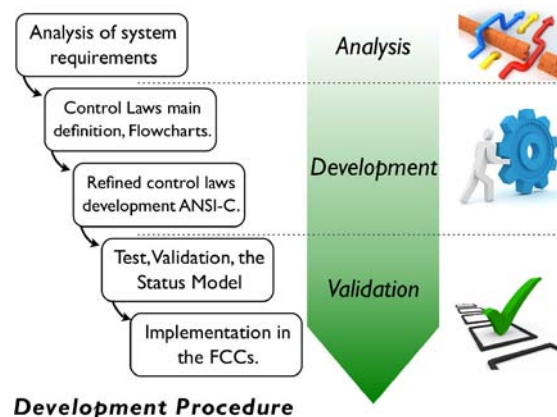 Analysis of system
requirements
Control Laws main
definition, Flowcharts.
Refined control laws
development ANSI-C.
Test, Validation, the
Status Model
Implementation in
the FCCs.
Analysis
Development
Validation
Development Procedure